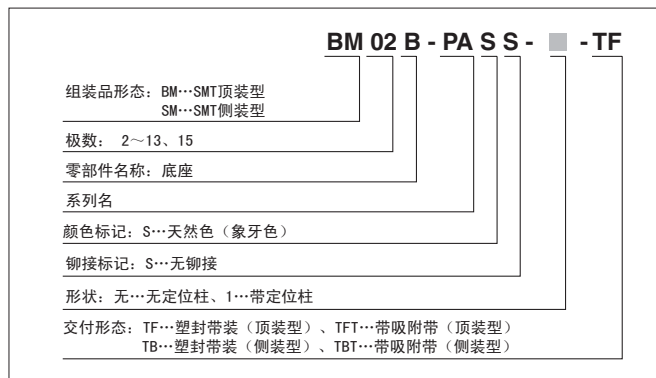 BM 02 B - PA S S - ■ - TF
组装品形态：BM…SMT顶装型
SM…SMT侧装型
极数： 2～13、15
零部件名称：底座
系列名
颜色标记：S…天然色（象牙色）
铆接标记：S…无铆接
形状：无…无定位柱、1…带定位柱
交付形态：TF…塑封带装（顶装型）、TFT…带吸附带（顶装型）
TB…塑封带装（侧装型）、TBT…带吸附带（侧装型）